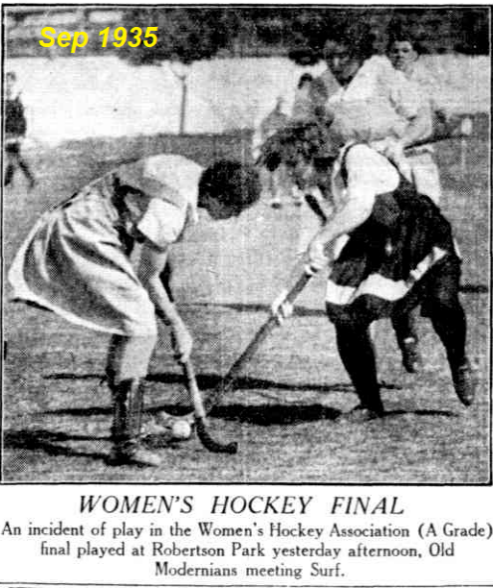 Sep 1935
WOMEN'S HOCKEY FINAL
An incident of play in the Women's Hockey Association (A Grade)
final played at Robertson Park yesterday afternoon, Old
Modernians meeting Surf.